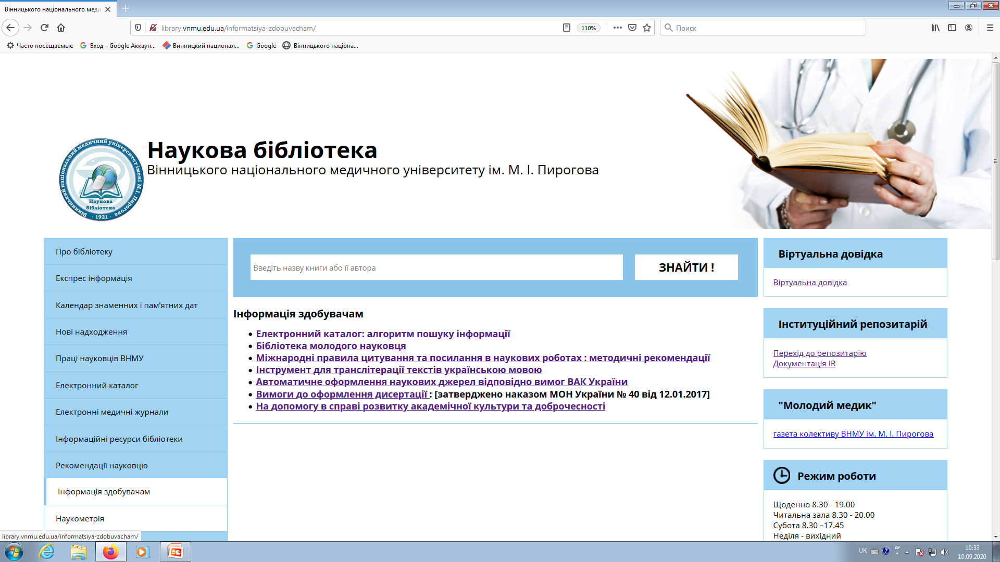 Вінницького національного меди
library.vnmu.edu.ua/informatsiya-zdobuvacham/
110%
Поиск
Часто посещаемые
Вход – Google Аккаун...
Винницкий национал...
Google
Вінницького націона...
Вінницький національний медичний університет імені М.І. Пирогова
Наукова
бібліотека
· 1921 ·
Наукова бібліотека
Вінницького національного медичного університету ім. М. І. Пирогова
Про бібліотеку
Експрес інформація
Календар знаменних і пам’ятних дат
Нові надходження
Праці науковців ВНМУ
Електронний каталог
Електронні медичні журнали
Інформаційні ресурси бібліотеки
Рекомендації науковцю
Інформація здобувачам
Наукометрія
Введіть назву книги або її автора
ЗНАЙТИ !
Інформація здобувачам
• Електронний каталог: алгоритм пошуку інформації
• Бібліотека молодого науковця
• Міжнародні правила цитування та посилання в наукових роботах : методичні рекомендації
• Інструмент для транслітерації текстів українською мовою
• Автоматичне оформлення наукових джерел відповідно вимог ВАК України
• Вимоги до оформлення дисертації : [затверджено наказом МОН України № 40 від 12.01.2017]
• На допомогу в справі розвитку академічної культури та доброчесності
Віртуальна довідка
Віртуальна довідка
Інституційний репозитарій
Перехід до репозитарію
Документація IR
"Молодий медик"
газета колективу ВНМУ ім. М. І. Пирогова
Режим роботи
Щоденно 8.30 - 19.00
Читальна зала 8.30 - 20.00
Субота 8.30 –17.45
Неділя - вихідний
library.vnmu.edu.ua/informatsiya-zdobuvacham/
UK
10:33
10.09.2020